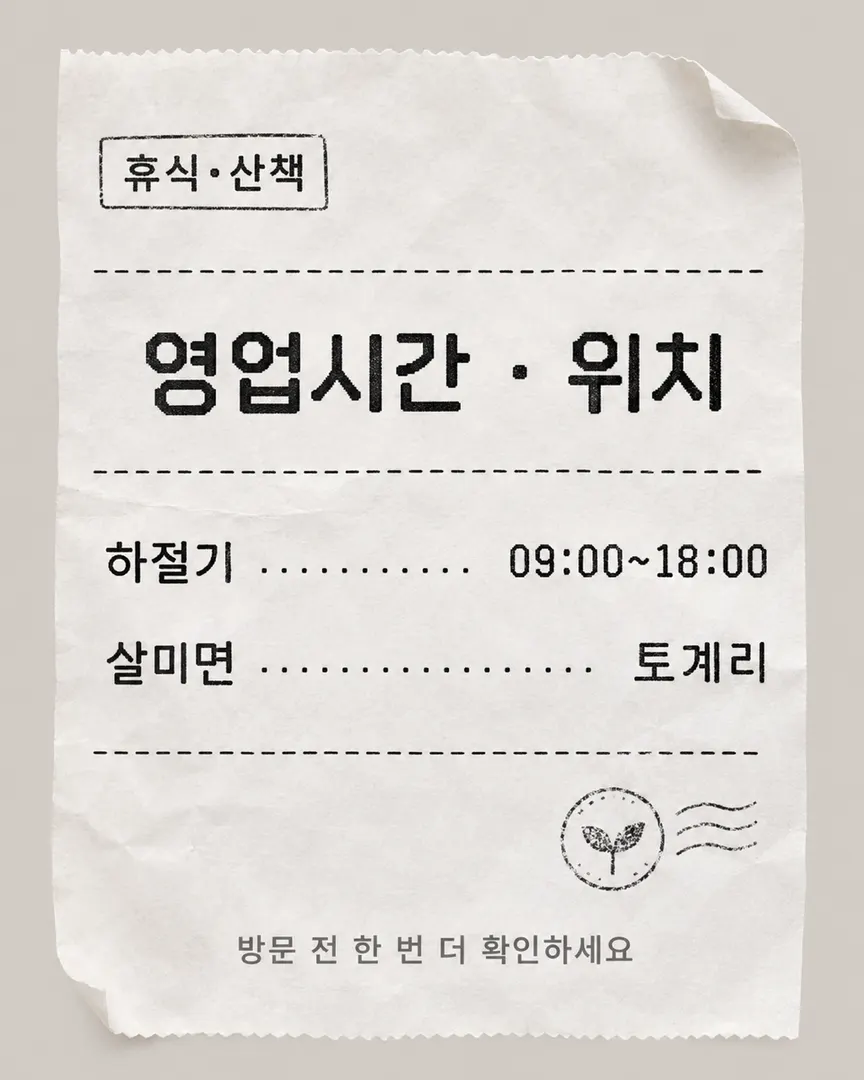 휴식·산책
영업시간 · 위치
하절기 ........... 09:00~18:00
살미면 ................. 토계리
방문 전 한 번 더 확인하세요